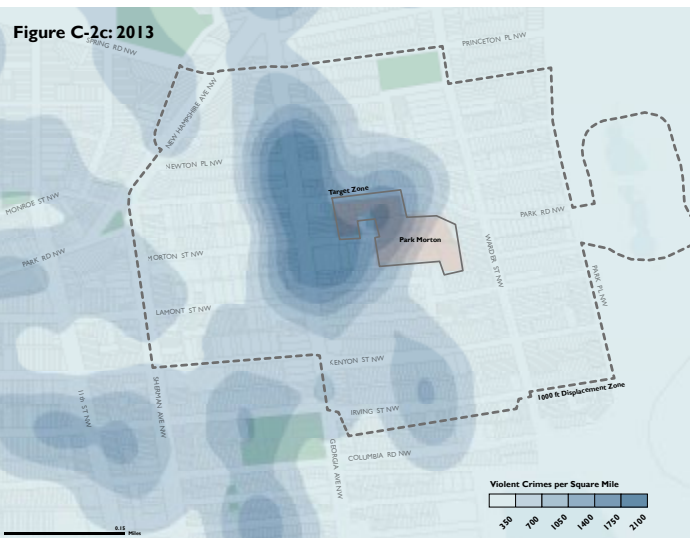 Figure C-2c: 2013
SPRING RD NW
PRINCETON PL NW
NEW HAMPSHIRE AVE NW
NEWTON PL NW
MONROE ST NW
Target Zone
PARK RD NW
Park Morton
PARK RD NW
MORTON ST NW
WARDER ST NW
PARK PL NW
LAMONT ST NW
KENYON ST NW
11th ST NW
SHERMAN AVE NW
1000 ft Displacement Zone
IRVING ST NW
GEORGIA AVE NW
COLUMBIA RD NW
Violent Crimes per Square Mile
350 700 1050 1400 1750 2100
0.15
Miles